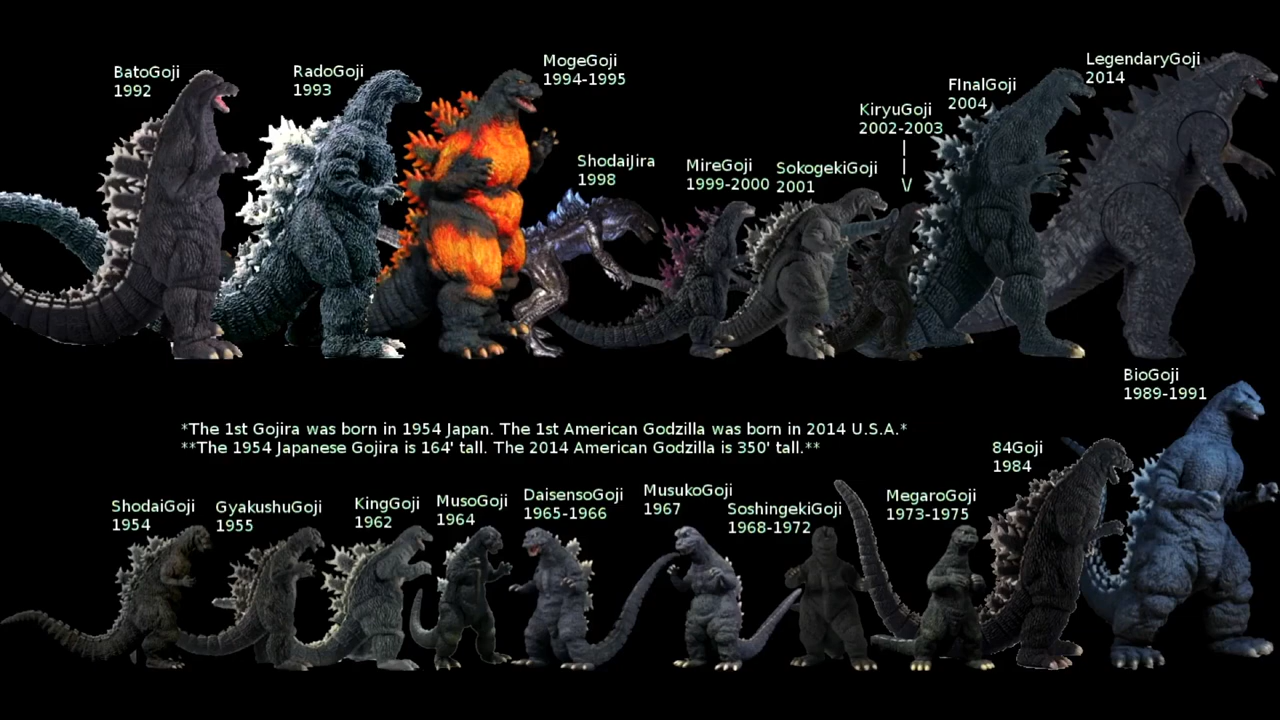 BatoGoji
1992
RadoGoji
1993
MogeGoji
1994-1995
ShodaiJira
1998
MireGoji
1999-2000
SokogekiGoji
2001
KiryuGoji
2002-2003
FInalGoji
2004
LegendaryGoji
2014
*The 1st Gojira was born in 1954 Japan. The 1st American Godzilla was born in 2014 U.S.A.*
**The 1954 Japanese Gojira is 164' tall. The 2014 American Godzilla is 350' tall.**
ShodaiGoji
1954
GyakushuGoji
1955
KingGoji
1962
MusoGoji
1964
DaisensoGoji
1965-1966
MusukoGoji
1967
SoshingekiGoji
1968-1972
MegaroGoji
1973-1975
84Goji
1984
BioGoji
1989-1991